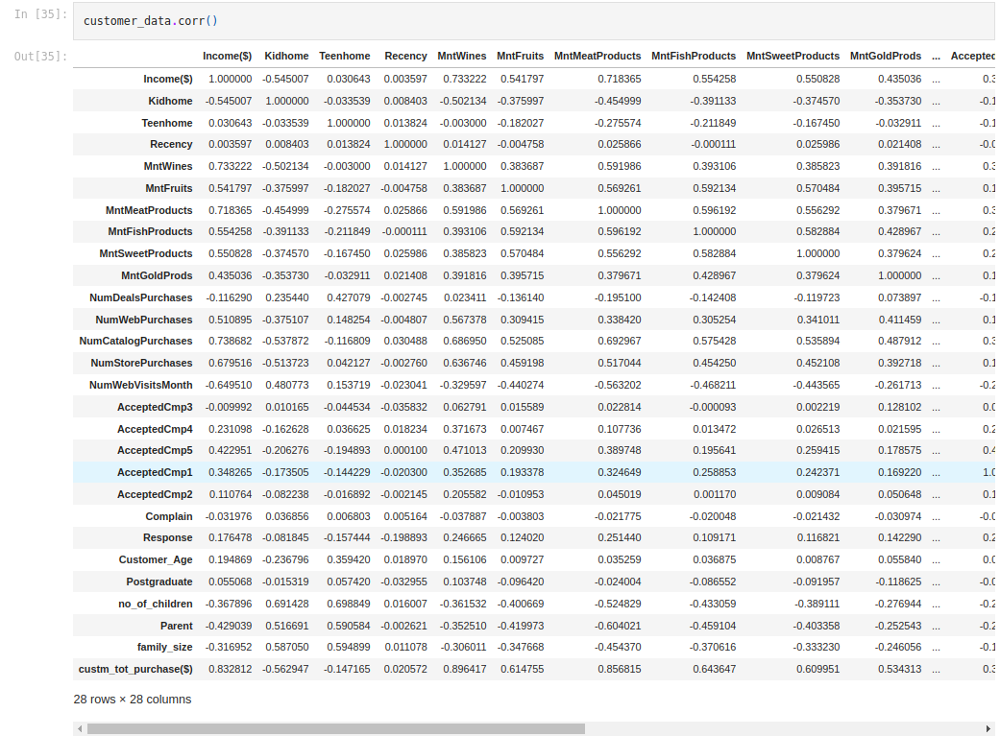 In [35]: customer_data.corr()
Out[35]:
Income($) Kidhome Teenhome Recency MntWines MntFruits MntMeatProducts MntFishProducts MntSweetProducts MntGoldProds ... Accepted
Income($) 1.000000 -0.545007 0.030643 0.003597 0.733222 0.541797 0.718365 0.554258 0.550828 0.435036 ... 0.3
Kidhome -0.545007 1.000000 -0.033539 0.008403 -0.502134 -0.375997 -0.454999 -0.391133 -0.374570 -0.353730 ... -0.1
Teenhome 0.030643 -0.033539 1.000000 0.013824 -0.003000 -0.182027 -0.275574 -0.211849 -0.167450 -0.032911 ... -0.1
Recency 0.003597 0.008403 0.013824 1.000000 0.014127 -0.004758 0.025866 -0.000111 0.025986 0.021408 ... -0.0
MntWines 0.733222 -0.502134 -0.003000 0.014127 1.000000 0.383687 0.591986 0.393106 0.385823 0.391816 ... 0.3
MntFruits 0.541797 -0.375997 -0.182027 -0.004758 0.383687 1.000000 0.569261 0.592134 0.570484 0.395715 ... 0.1
MntMeatProducts 0.718365 -0.454999 -0.275574 0.025866 0.591986 0.569261 1.000000 0.596192 0.556292 0.379671 ... 0.3
MntFishProducts 0.554258 -0.391133 -0.211849 -0.000111 0.393106 0.592134 0.596192 1.000000 0.582884 0.428967 ... 0.2
MntSweetProducts 0.550828 -0.374570 -0.167450 0.025986 0.385823 0.570484 0.556292 0.582884 1.000000 0.379624 ... 0.2
MntGoldProds 0.435036 -0.353730 -0.032911 0.021408 0.391816 0.395715 0.379671 0.428967 0.379624 1.000000 ... 0.1
NumDealsPurchases -0.116290 0.235440 0.427079 -0.002745 0.023411 -0.136140 -0.195100 -0.142408 -0.119723 0.073897 ... -0.1
NumWebPurchases 0.510895 -0.375107 0.148254 -0.004807 0.567378 0.309415 0.338420 0.305254 0.341011 0.411459 ... 0.1
NumCatalogPurchases 0.738682 -0.537872 -0.116809 0.030488 0.686950 0.525085 0.692967 0.575428 0.535894 0.487912 ... 0.3
NumStorePurchases 0.679516 -0.513723 0.042127 -0.002760 0.636746 0.459198 0.517044 0.454250 0.452108 0.392718 ... 0.1
NumWebVisitsMonth -0.649510 0.480773 0.153719 -0.023041 -0.329597 -0.440274 -0.563202 -0.468211 -0.443565 -0.261713 ... -0.2
AcceptedCmp3 -0.009992 0.010165 -0.044534 -0.035832 0.062791 0.015589 0.022814 -0.000093 0.002219 0.128102 ... 0.0
AcceptedCmp4 0.231098 -0.162628 0.036625 0.018234 0.371673 0.007467 0.107736 0.013472 0.026513 0.021595 ... 0.2
AcceptedCmp5 0.422951 -0.206276 -0.194893 0.000100 0.471013 0.209930 0.389748 0.195641 0.259415 0.178575 ... 0.4
AcceptedCmp1 0.348265 -0.173505 -0.144229 -0.020300 0.352685 0.193378 0.324649 0.258853 0.242371 0.169220 ... 1.0
AcceptedCmp2 0.110764 -0.082238 -0.016892 -0.002145 0.205582 -0.010953 0.045019 0.001170 0.009084 0.050648 ... 0.1
Complain -0.031976 0.036856 0.006803 0.005164 -0.037887 -0.003803 -0.021775 -0.020048 -0.021432 -0.030974 ... -0.0
Response 0.176478 -0.081845 -0.157444 -0.198893 0.246665 0.124020 0.251440 0.109171 0.116821 0.142290 ... 0.2
Customer_Age 0.194869 -0.236796 0.359420 0.018970 0.156106 0.009727 0.035259 0.036875 0.008767 0.055840 ... 0.0
Postgraduate 0.055068 -0.015319 0.057420 -0.032955 0.103748 -0.096420 -0.024004 -0.086552 -0.091957 -0.118625 ... -0.0
no_of_children -0.367896 0.691428 0.698849 0.016007 -0.361532 -0.400669 -0.524829 -0.433059 -0.389111 -0.276944 ... -0.2
Parent -0.429039 0.516691 0.590584 -0.002621 -0.352510 -0.419973 -0.604021 -0.459104 -0.403358 -0.252543 ... -0.2
family_size -0.316952 0.587050 0.594899 0.011078 -0.306011 -0.347668 -0.454370 -0.370616 -0.333230 -0.246056 ... -0.1
custm_tot_purchase($) 0.832812 -0.562947 -0.147165 0.020572 0.896417 0.614755 0.856815 0.643647 0.609951 0.534313 ... 0.3
28 rows × 28 columns